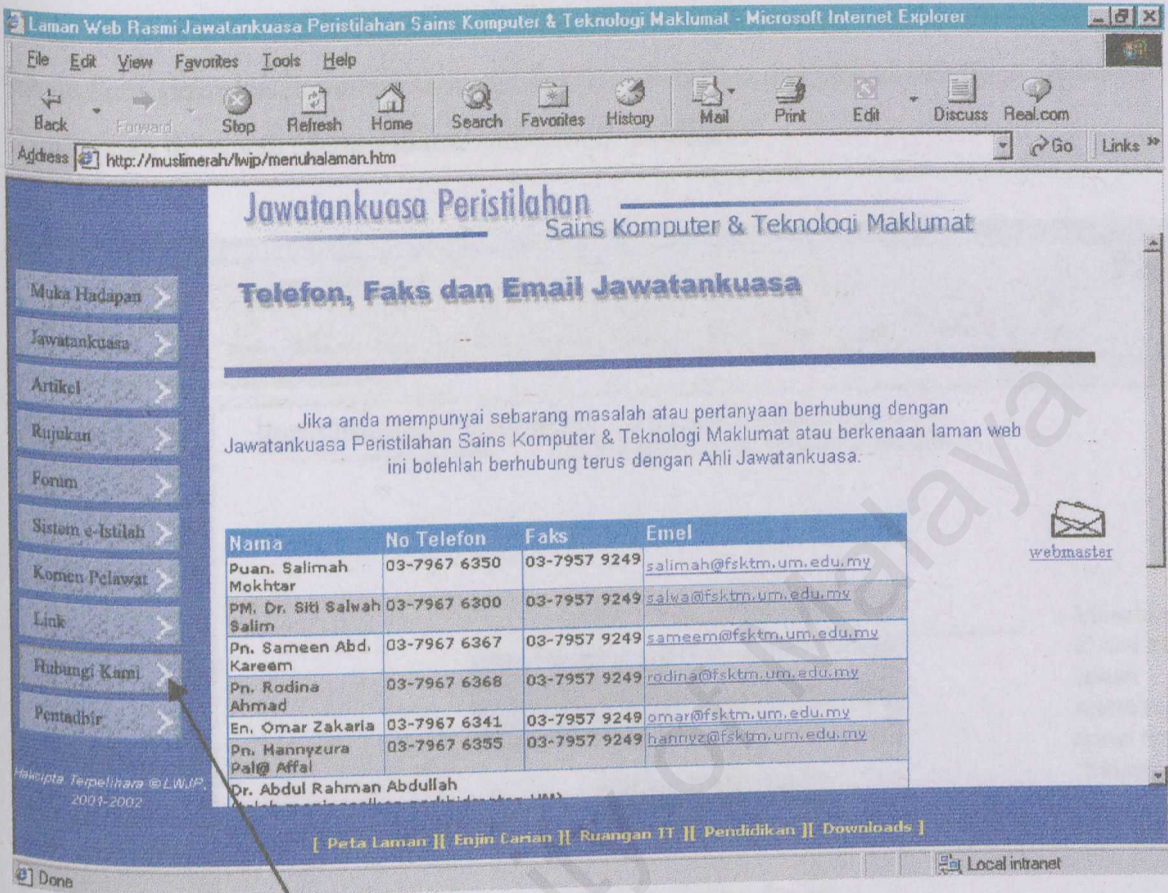 Laman Web Rasmi Jawatankuasa Peristilahan Sains Komputer & Teknologi Maklumat - Microsoft Internet Explorer
File Edit View Favorites Tools Help
Back Forward Stop Refresh Home Search Favorites History Mail Print Edit Discuss Real.com
Address http://muslimerah/lwjp/menuhalaman.htm Go Links »
Jawatankuasa Peristilahan
Sains Komputer & Teknologi Maklumat
Telefon, Faks dan Email Jawatankuasa
Muka Hadapan
Jawatankuasa
Artikel
Rujukan
Forum
Sistem e-Istilah
Komen Pelawat
Link
Hubungi Kami
Pentadbir
Hakcipta Terpelihara © LWJP.
2001-2002
Jika anda mempunyai sebarang masalah atau pertanyaan berhubung dengan
Jawatankuasa Peristilahan Sains Komputer & Teknologi Maklumat atau berkenaan laman web
ini bolehlah berhubung terus dengan Ahli Jawatankuasa.
webmaster
Nama No Telefon Faks Emel
Puan. Salimah 03-7967 6350 03-7957 9249 salimah@fsktm.um.edu.my
Mokhtar
PM. Dr. Siti Salwah 03-7967 6300 03-7957 9249 salwa@fsktm.um.edu.my
Salim
Pn. Sameen Abd. 03-7967 6367 03-7957 9249 sameem@fsktm.um.edu.my
Kareem
Pn. Rodina 03-7967 6368 03-7957 9249 rodina@fsktm.um.edu.my
Ahmad
En. Omar Zakaria 03-7967 6341 03-7957 9249 omar@fsktm.um.edu.my
Pn. Hannyzura 03-7967 6355 03-7957 9249 hannyz@fsktm.um.edu.my
Pal@ Affal
Dr. Abdul Rahman Abdullah
[ Peta Laman ][ Enjin Carian ][ Ruangan IT ][ Pendidikan ][ Downloads ]
Done Local intranet
of Malaya